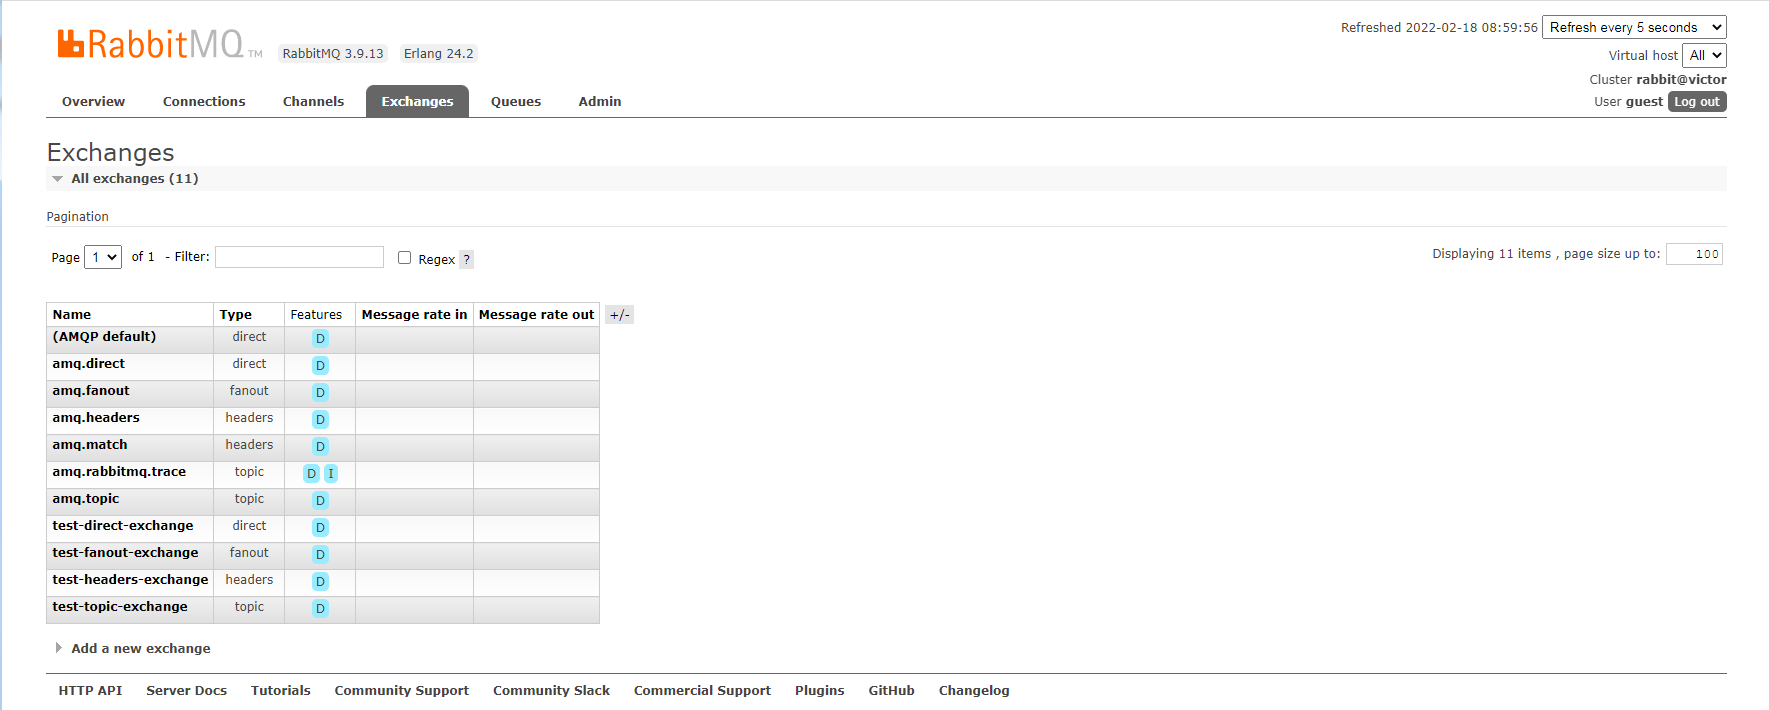 RabbitMQ TM RabbitMQ 3.9.13 Erlang 24.2
Refreshed 2022-02-18 08:59:56 Refresh every 5 seconds
Virtual host All
Cluster rabbit@victor
User guest Log out
Overview Connections Channels Exchanges Queues Admin
Exchanges
All exchanges (11)
Pagination
Page 1 of 1 - Filter: Regex ? Displaying 11 items , page size up to: 100
Name Type Features Message rate in Message rate out +/-
(AMQP default) direct D
amq.direct direct D
amq.fanout fanout D
amq.headers headers D
amq.match headers D
amq.rabbitmq.trace topic D I
amq.topic topic D
test-direct-exchange direct D
test-fanout-exchange fanout D
test-headers-exchange headers D
test-topic-exchange topic D
Add a new exchange
HTTP API Server Docs Tutorials Community Support Community Slack Commercial Support Plugins GitHub Changelog